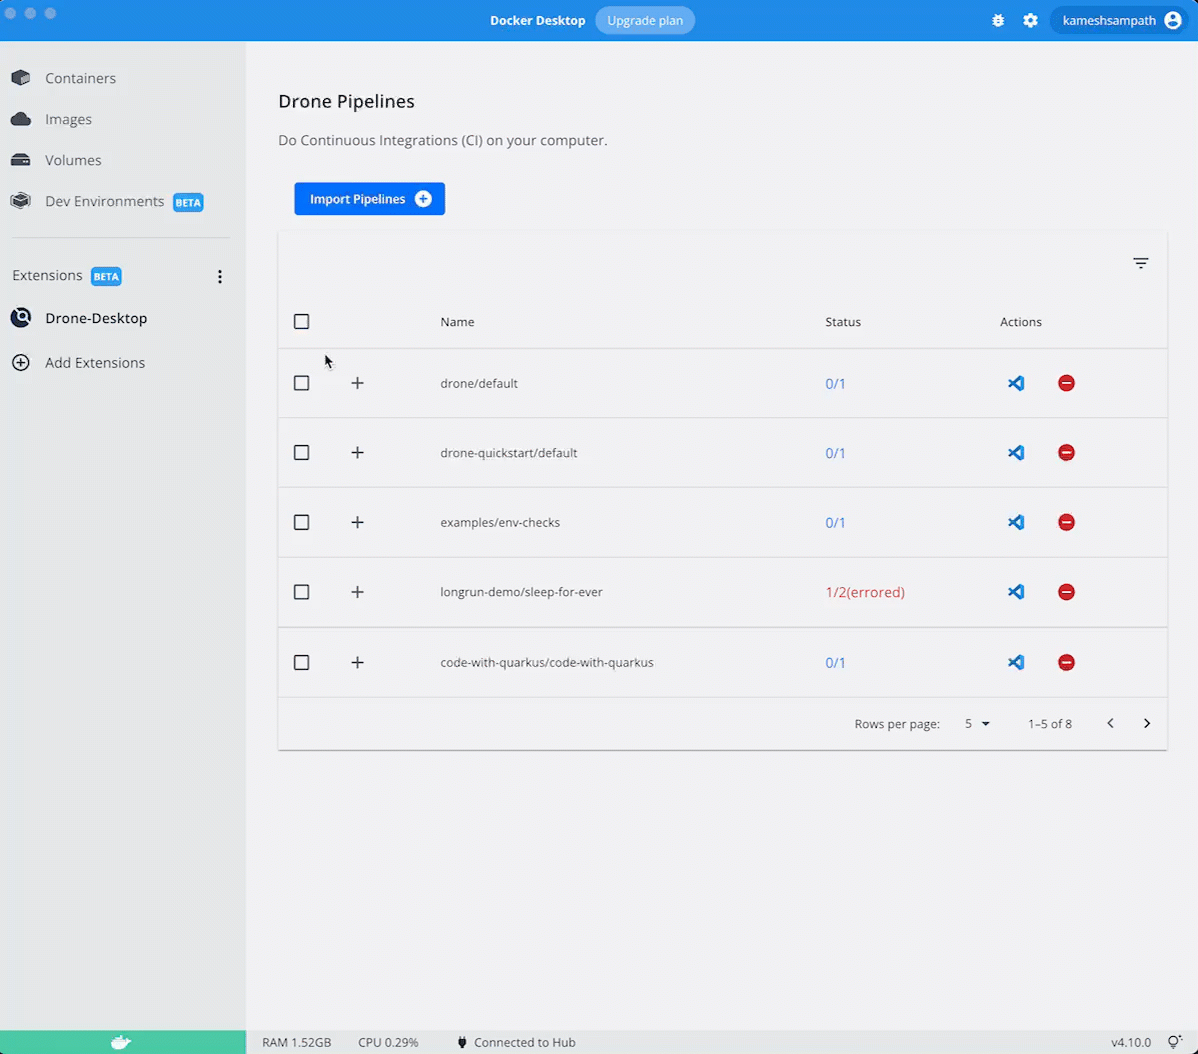 Docker Desktop Upgrade plan kameshsampath
Containers
Images
Volumes
Dev Environments BETA
Extensions BETA
Drone-Desktop
Add Extensions
Drone Pipelines
Do Continuous Integrations (CI) on your computer.
Import Pipelines
Name Status Actions
drone/default 0/1
drone-quickstart/default 0/1
examples/env-checks 0/1
longrun-demo/sleep-for-ever 1/2(errored)
code-with-quarkus/code-with-quarkus 0/1
Rows per page: 5 1–5 of 8
RAM 1.52GB CPU 0.29% Connected to Hub v4.10.0